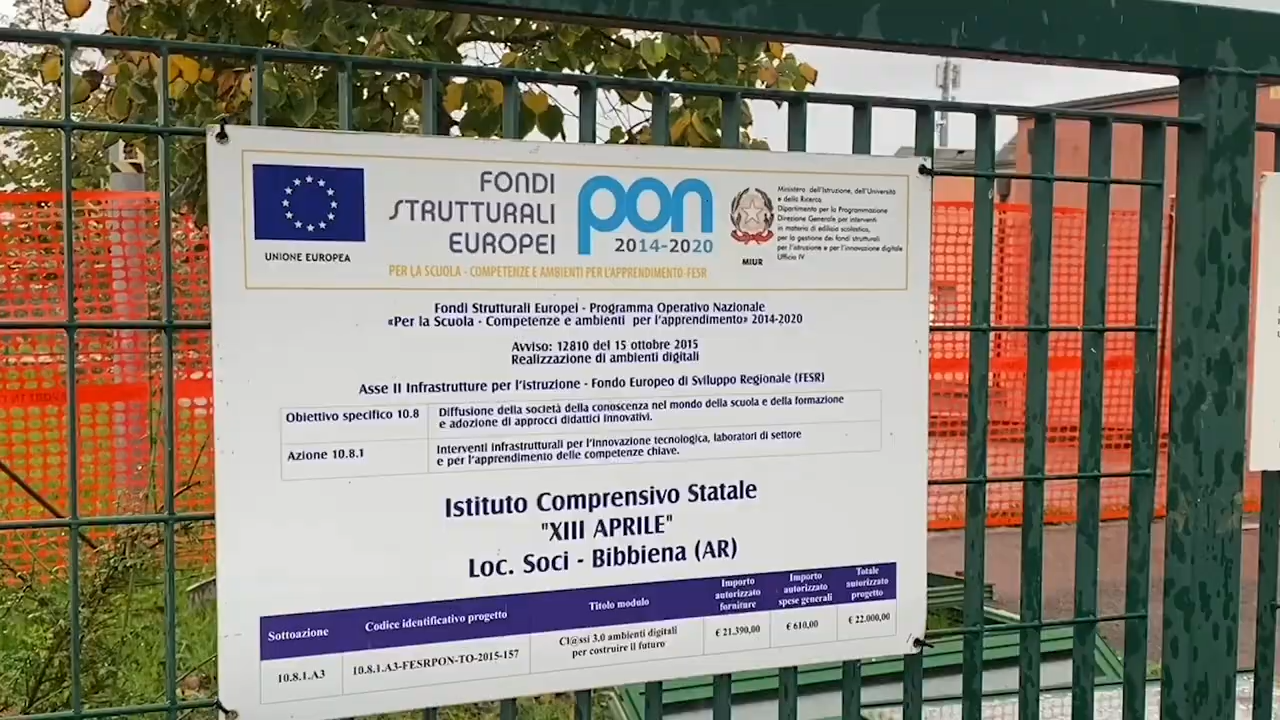 UNIONE EUROPEA
FONDI
STRUTTURALI
EUROPEI
pon
2014-2020
PER LA SCUOLA - COMPETENZE E AMBIENTI PER L'APPRENDIMENTO-FESR
MIUR
Ministero dell'Istruzione, dell'Università
e della Ricerca
Dipartimento per la Programmazione
Direzione Generale per interventi
in materia di edilizia scolastica,
per la gestione dei fondi strutturali
per l'istruzione e per l'innovazione digitale
Ufficio IV
Fondi Strutturali Europei - Programma Operativo Nazionale
«Per la Scuola - Competenze e ambienti per l'apprendimento» 2014-2020
Avviso: 12810 del 15 ottobre 2015
Realizzazione di ambienti digitali
Asse II Infrastrutture per l'istruzione - Fondo Europeo di Sviluppo Regionale (FESR)
Obiettivo specifico 10.8
Diffusione della società della conoscenza nel mondo della scuola e della formazione
e adozione di approcci didattici innovativi.
Azione 10.8.1
Interventi infrastrutturali per l'innovazione tecnologica, laboratori di settore
e per l'apprendimento delle competenze chiave.
Istituto Comprensivo Statale
"XIII APRILE"
Loc. Soci - Bibbiena (AR)
Sottoazione
Codice identificativo progetto
Titolo modulo
Importo
autorizzato
forniture
Importo
autorizzato
spese generali
Totale
autorizzato
progetto
10.8.1.A3
10.8.1.A3-FESRPON-TO-2015-157
Cl@ssi 3.0 ambienti digitali
per costruire il futuro
€ 21.390,00
€ 610,00
€ 22.000,00